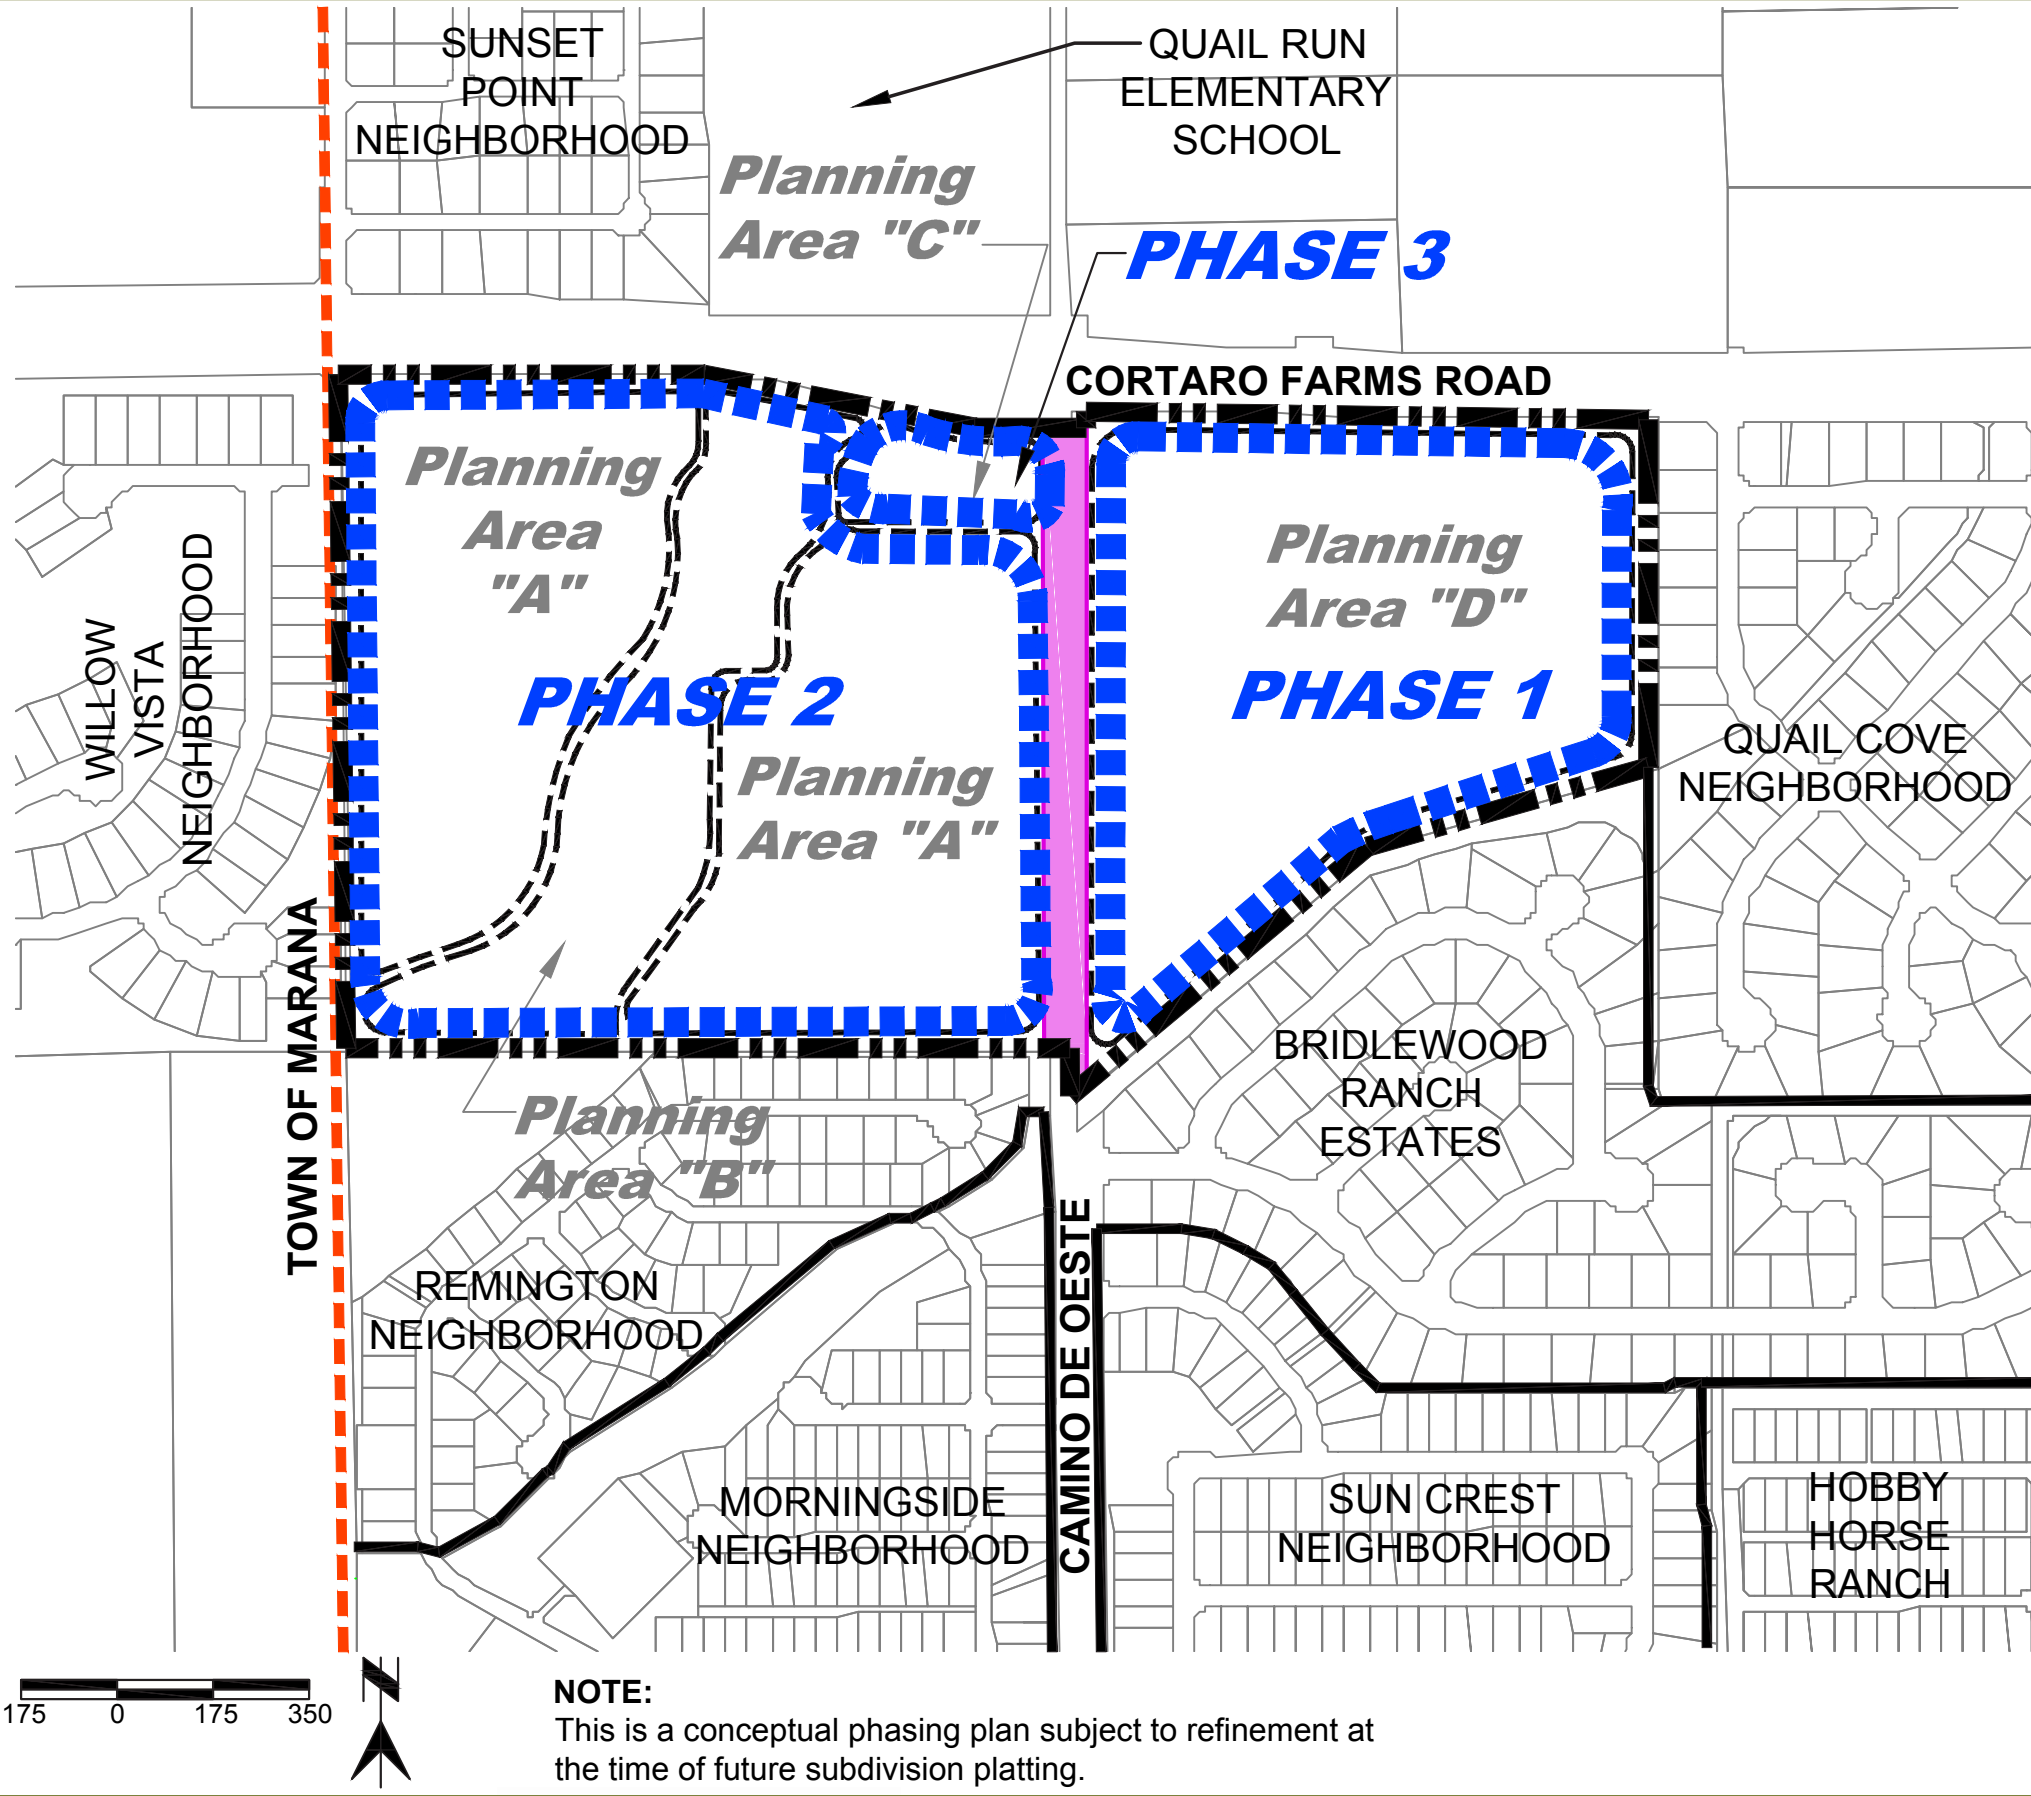 SUNSET
POINT
NEIGHBORHOOD
QUAIL RUN
ELEMENTARY
SCHOOL
Planning
Area "C"
PHASE 3
CORTARO FARMS ROAD
Planning
Area
"A"
Planning
Area "D"
PHASE 1
PHASE 2
Planning
Area "A"
WILLOW
VISTA
NEIGHBORHOOD
QUAIL COVE
NEIGHBORHOOD
TOWN OF MARANA
BRIDLEWOOD
RANCH
ESTATES
Planning
Area "B"
REMINGTON
NEIGHBORHOOD
CAMINO DE OESTE
MORNINGSIDE
NEIGHBORHOOD
SUN CREST
NEIGHBORHOOD
HOBBY
HORSE
RANCH
175 0 175 350
N
NOTE:
This is a conceptual phasing plan subject to refinement at
the time of future subdivision platting.